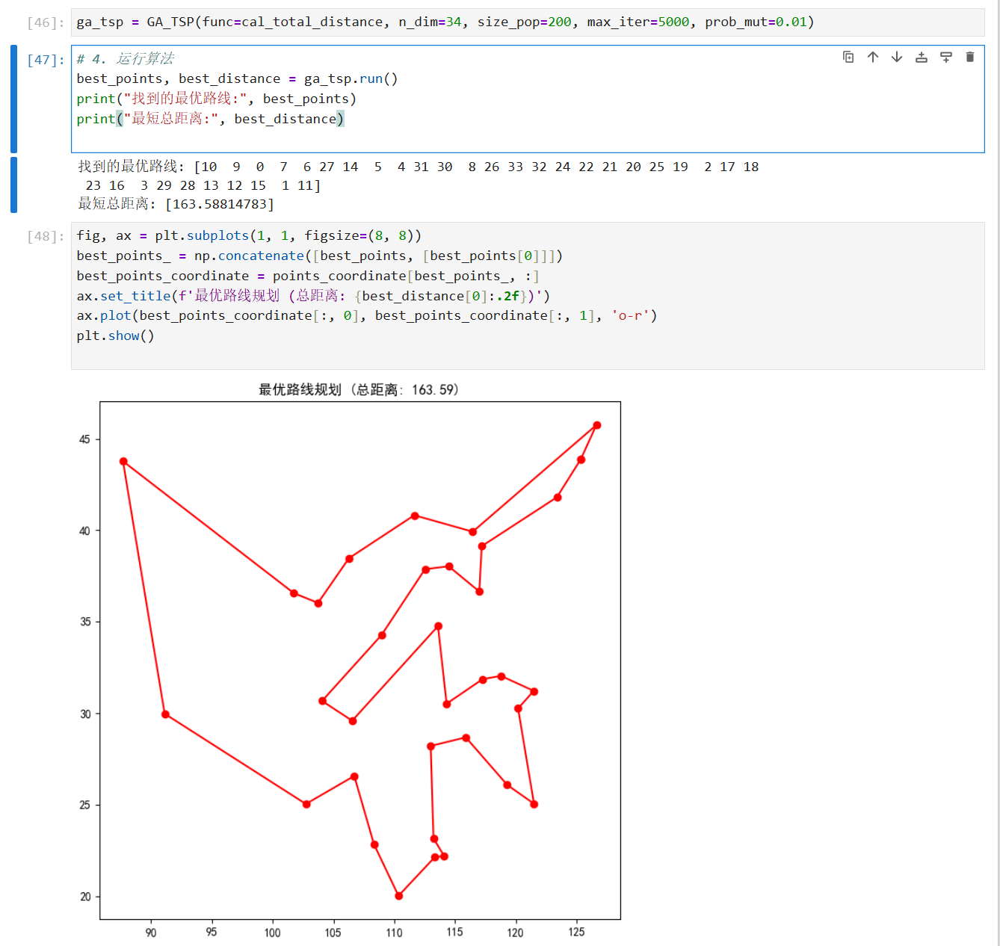 [46]: ga_tsp = GA_TSP(func=cal_total_distance, n_dim=34, size_pop=200, max_iter=5000, prob_mut=0.01)
[47]: # 4. 运行算法
best_points, best_distance = ga_tsp.run()
print("找到的最优路线:", best_points)
print("最短总距离:", best_distance)
找到的最优路线: [10  9  0  7  6 27 14  5  4 31 30  8 26 33 32 24 22 21 20 25 19  2 17 18
 23 16  3 29 28 13 12 15  1 11]
最短总距离: [163.58814783]
[48]: fig, ax = plt.subplots(1, 1, figsize=(8, 8))
best_points_ = np.concatenate([best_points, [best_points[0]]])
best_points_coordinate = points_coordinate[best_points_, :]
ax.set_title(f'最优路线规划 (总距离: {best_distance[0]:.2f})')
ax.plot(best_points_coordinate[:, 0], best_points_coordinate[:, 1], 'o-r')
plt.show()
最优路线规划 (总距离: 163.59)
45
40
35
30
25
20
90 95 100 105 110 115 120 125